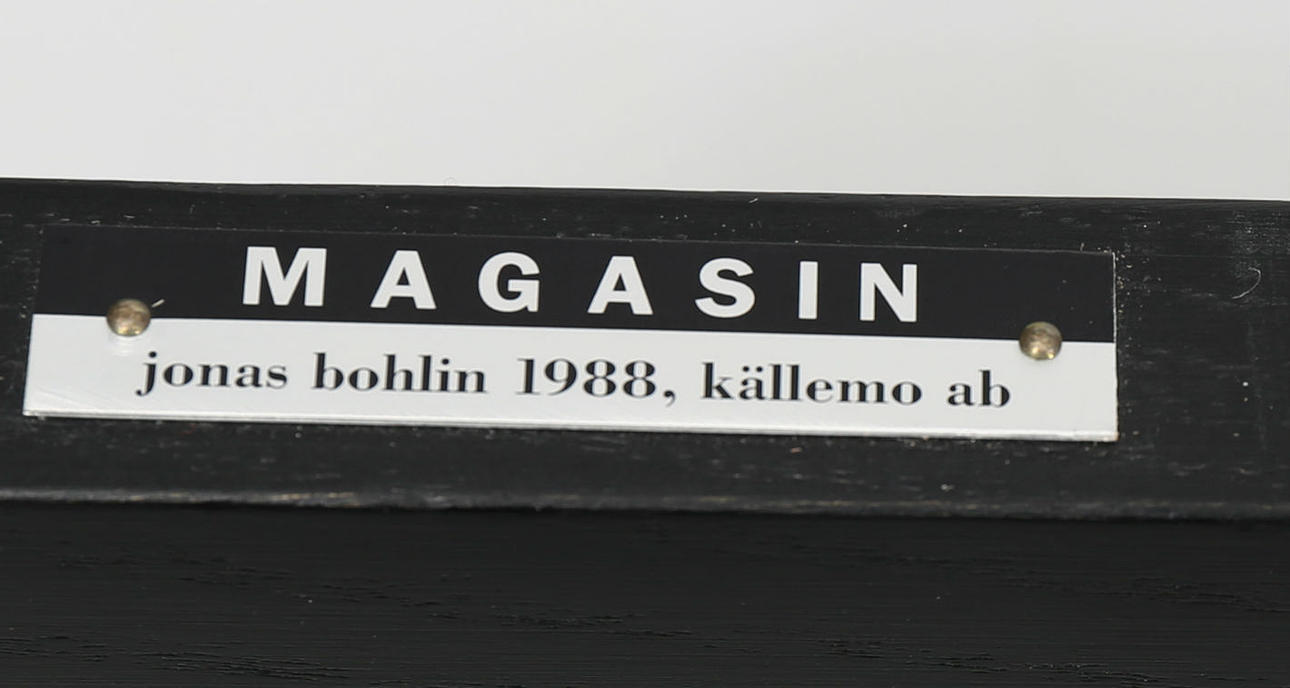 MAGASIN
jonas bohlin 1988, källemo ab